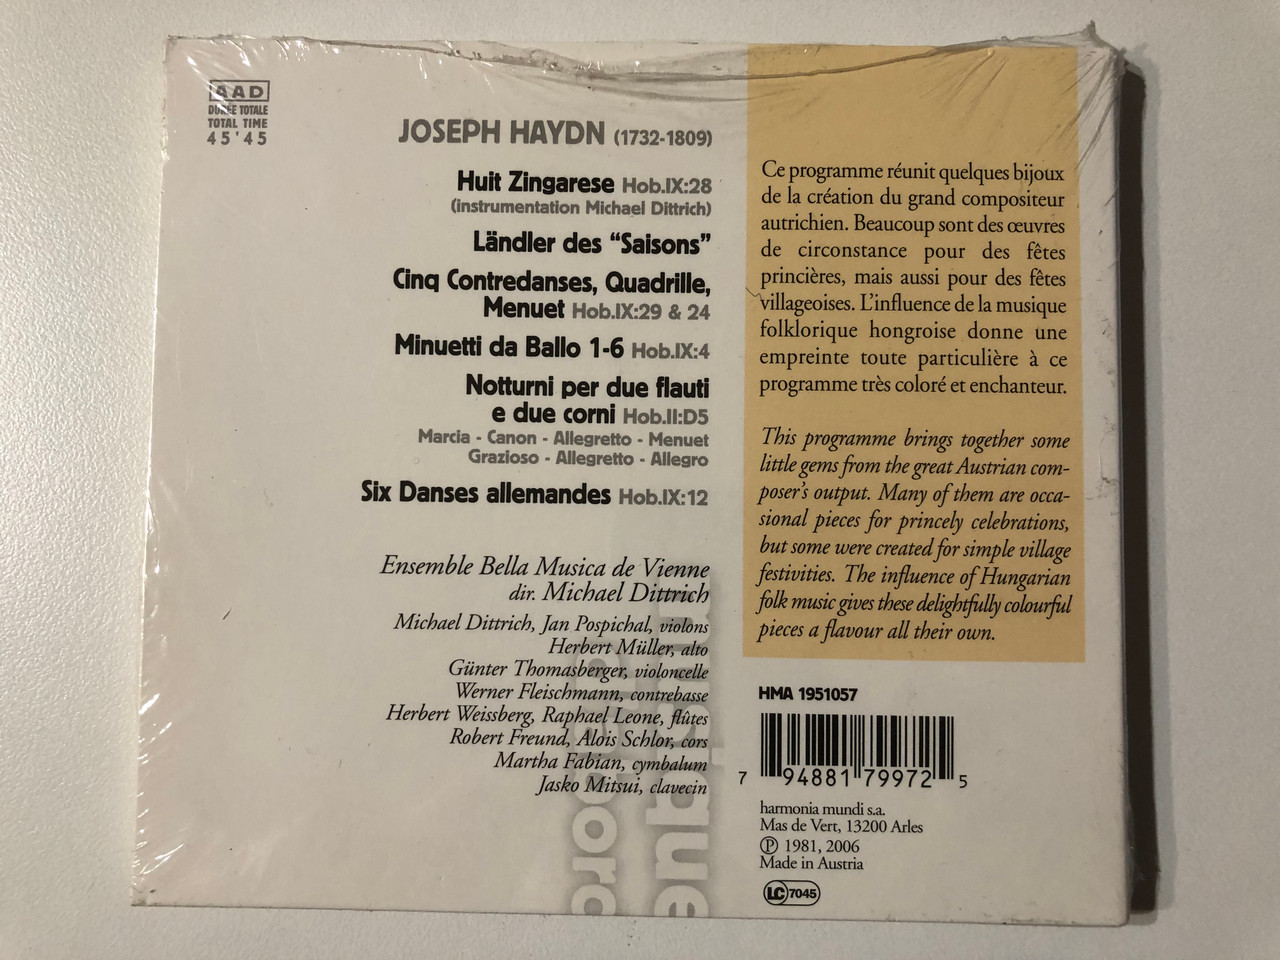 AAD
DURÉE TOTALE
TOTAL TIME
45'45
JOSEPH HAYDN (1732-1809)
Huit Zingarese Hob.IX:28
(instrumentation Michael Dittrich)
Ländler des “Saisons”
Cinq Contredanses, Quadrille,
Menuet Hob.IX:29 & 24
Minuetti da Ballo 1-6 Hob.IX:4
Notturni per due flauti
e due corni Hob.II:D5
Marcia - Canon - Allegretto - Menuet
Grazioso - Allegretto - Allegro
Six Danses allemandes Hob.IX:12
Ensemble Bella Musica de Vienne
dir. Michael Dittrich
Michael Dittrich, Jan Pospichal, violons
Herbert Müller, alto
Günter Thomasberger, violoncelle
Werner Fleischmann, contrebasse
Herbert Weissberg, Raphael Leone, flûtes
Robert Freund, Alois Schlor, cors
Martha Fabian, cymbalum
Jasko Mitsui, clavecin
Ce programme réunit quelques bijoux
de la création du grand compositeur
autrichien. Beaucoup sont des œuvres
de circonstance pour des fêtes
princières, mais aussi pour des fêtes
villageoises. L’influence de la musique
folklorique hongroise donne une
empreinte toute particulière à ce
programme très coloré et enchanteur.
This programme brings together some
little gems from the great Austrian com-
poser’s output. Many of them are occa-
sional pieces for princely celebrations,
but some were created for simple village
festivities. The influence of Hungarian
folk music gives these delightfully colourful
pieces a flavour all their own.
HMA 1951057
7 94881 79972 5
harmonia mundi s.a.
Mas de Vert, 13200 Arles
Ⓟ 1981, 2006
Made in Austria
LC 7045